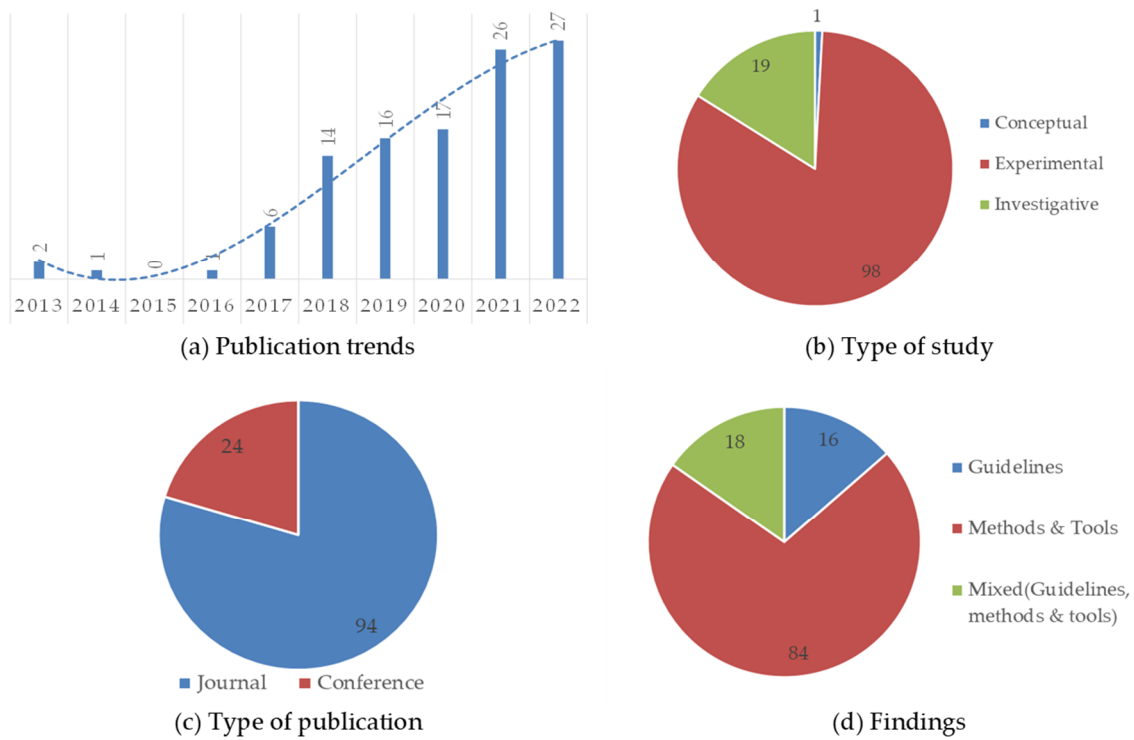 2
1
0
1
6
14
16
17
26
27
2013 2014 2015 2016 2017 2018 2019 2020 2021 2022
(a) Publication trends
1
19
98
Conceptual
Experimental
Investigative
(b) Type of study
24
94
Journal Conference
(c) Type of publication
18
16
84
Guidelines
Methods & Tools
Mixed(Guidelines,
methods & tools)
(d) Findings